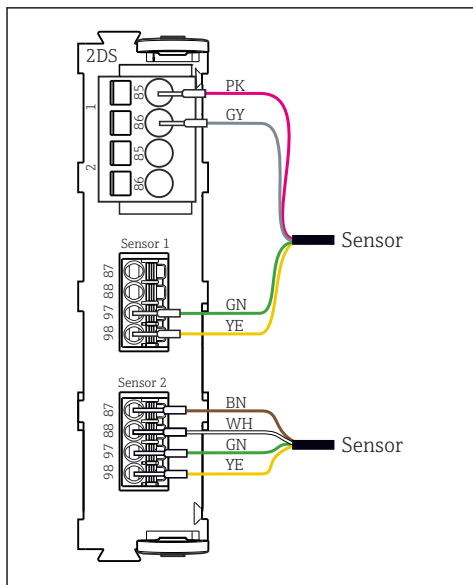 2DS
1
85
PK
86
GY
2
85
86
Sensor
Sensor 1
87
88
97
GN
98
YE
Sensor 2
87
BN
88
WH
97
GN
98
YE
Sensor